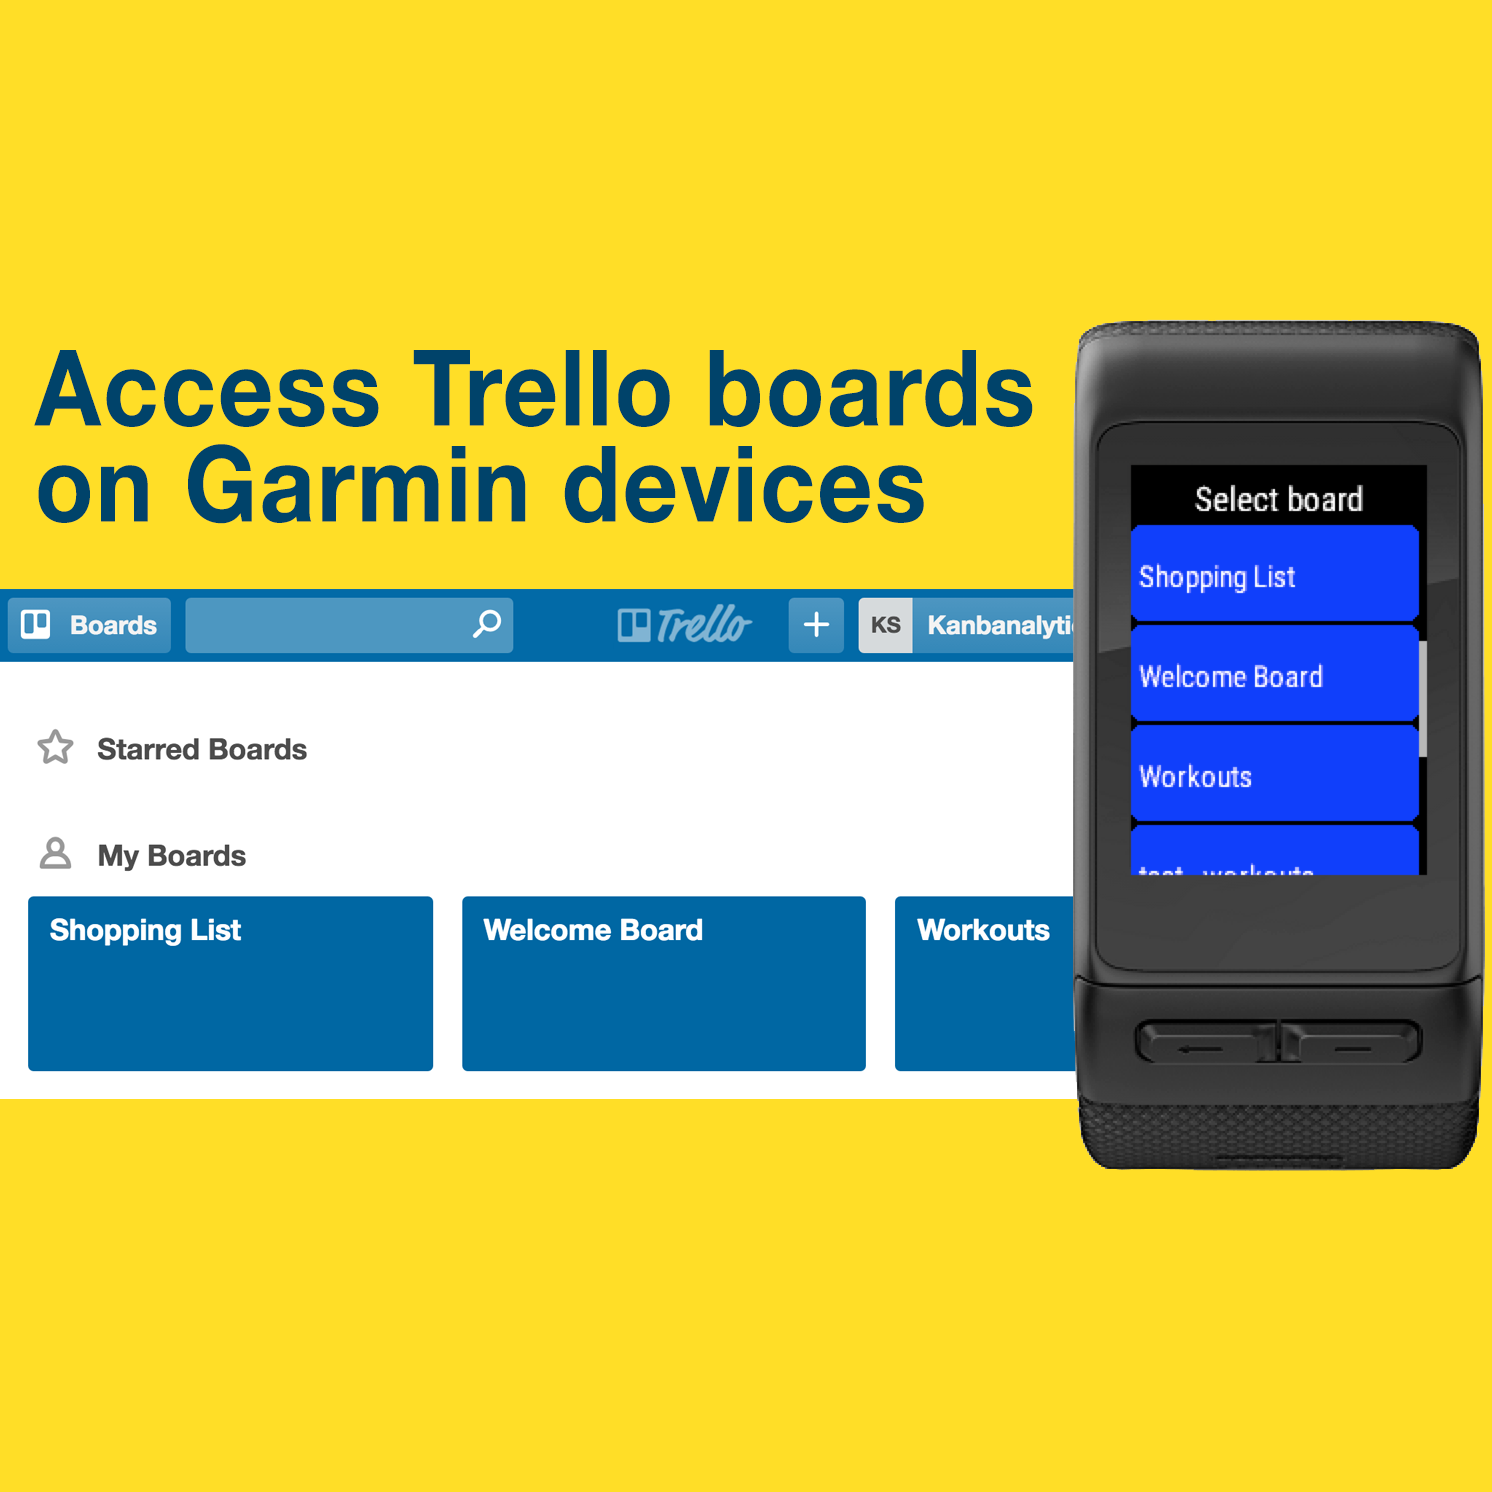 Access Trello boards
on Garmin devices
Boards
Trello
KS
Kanbanalytic
Starred Boards
My Boards
Shopping List
Welcome Board
Workouts
Select board
Shopping List
Welcome Board
Workouts